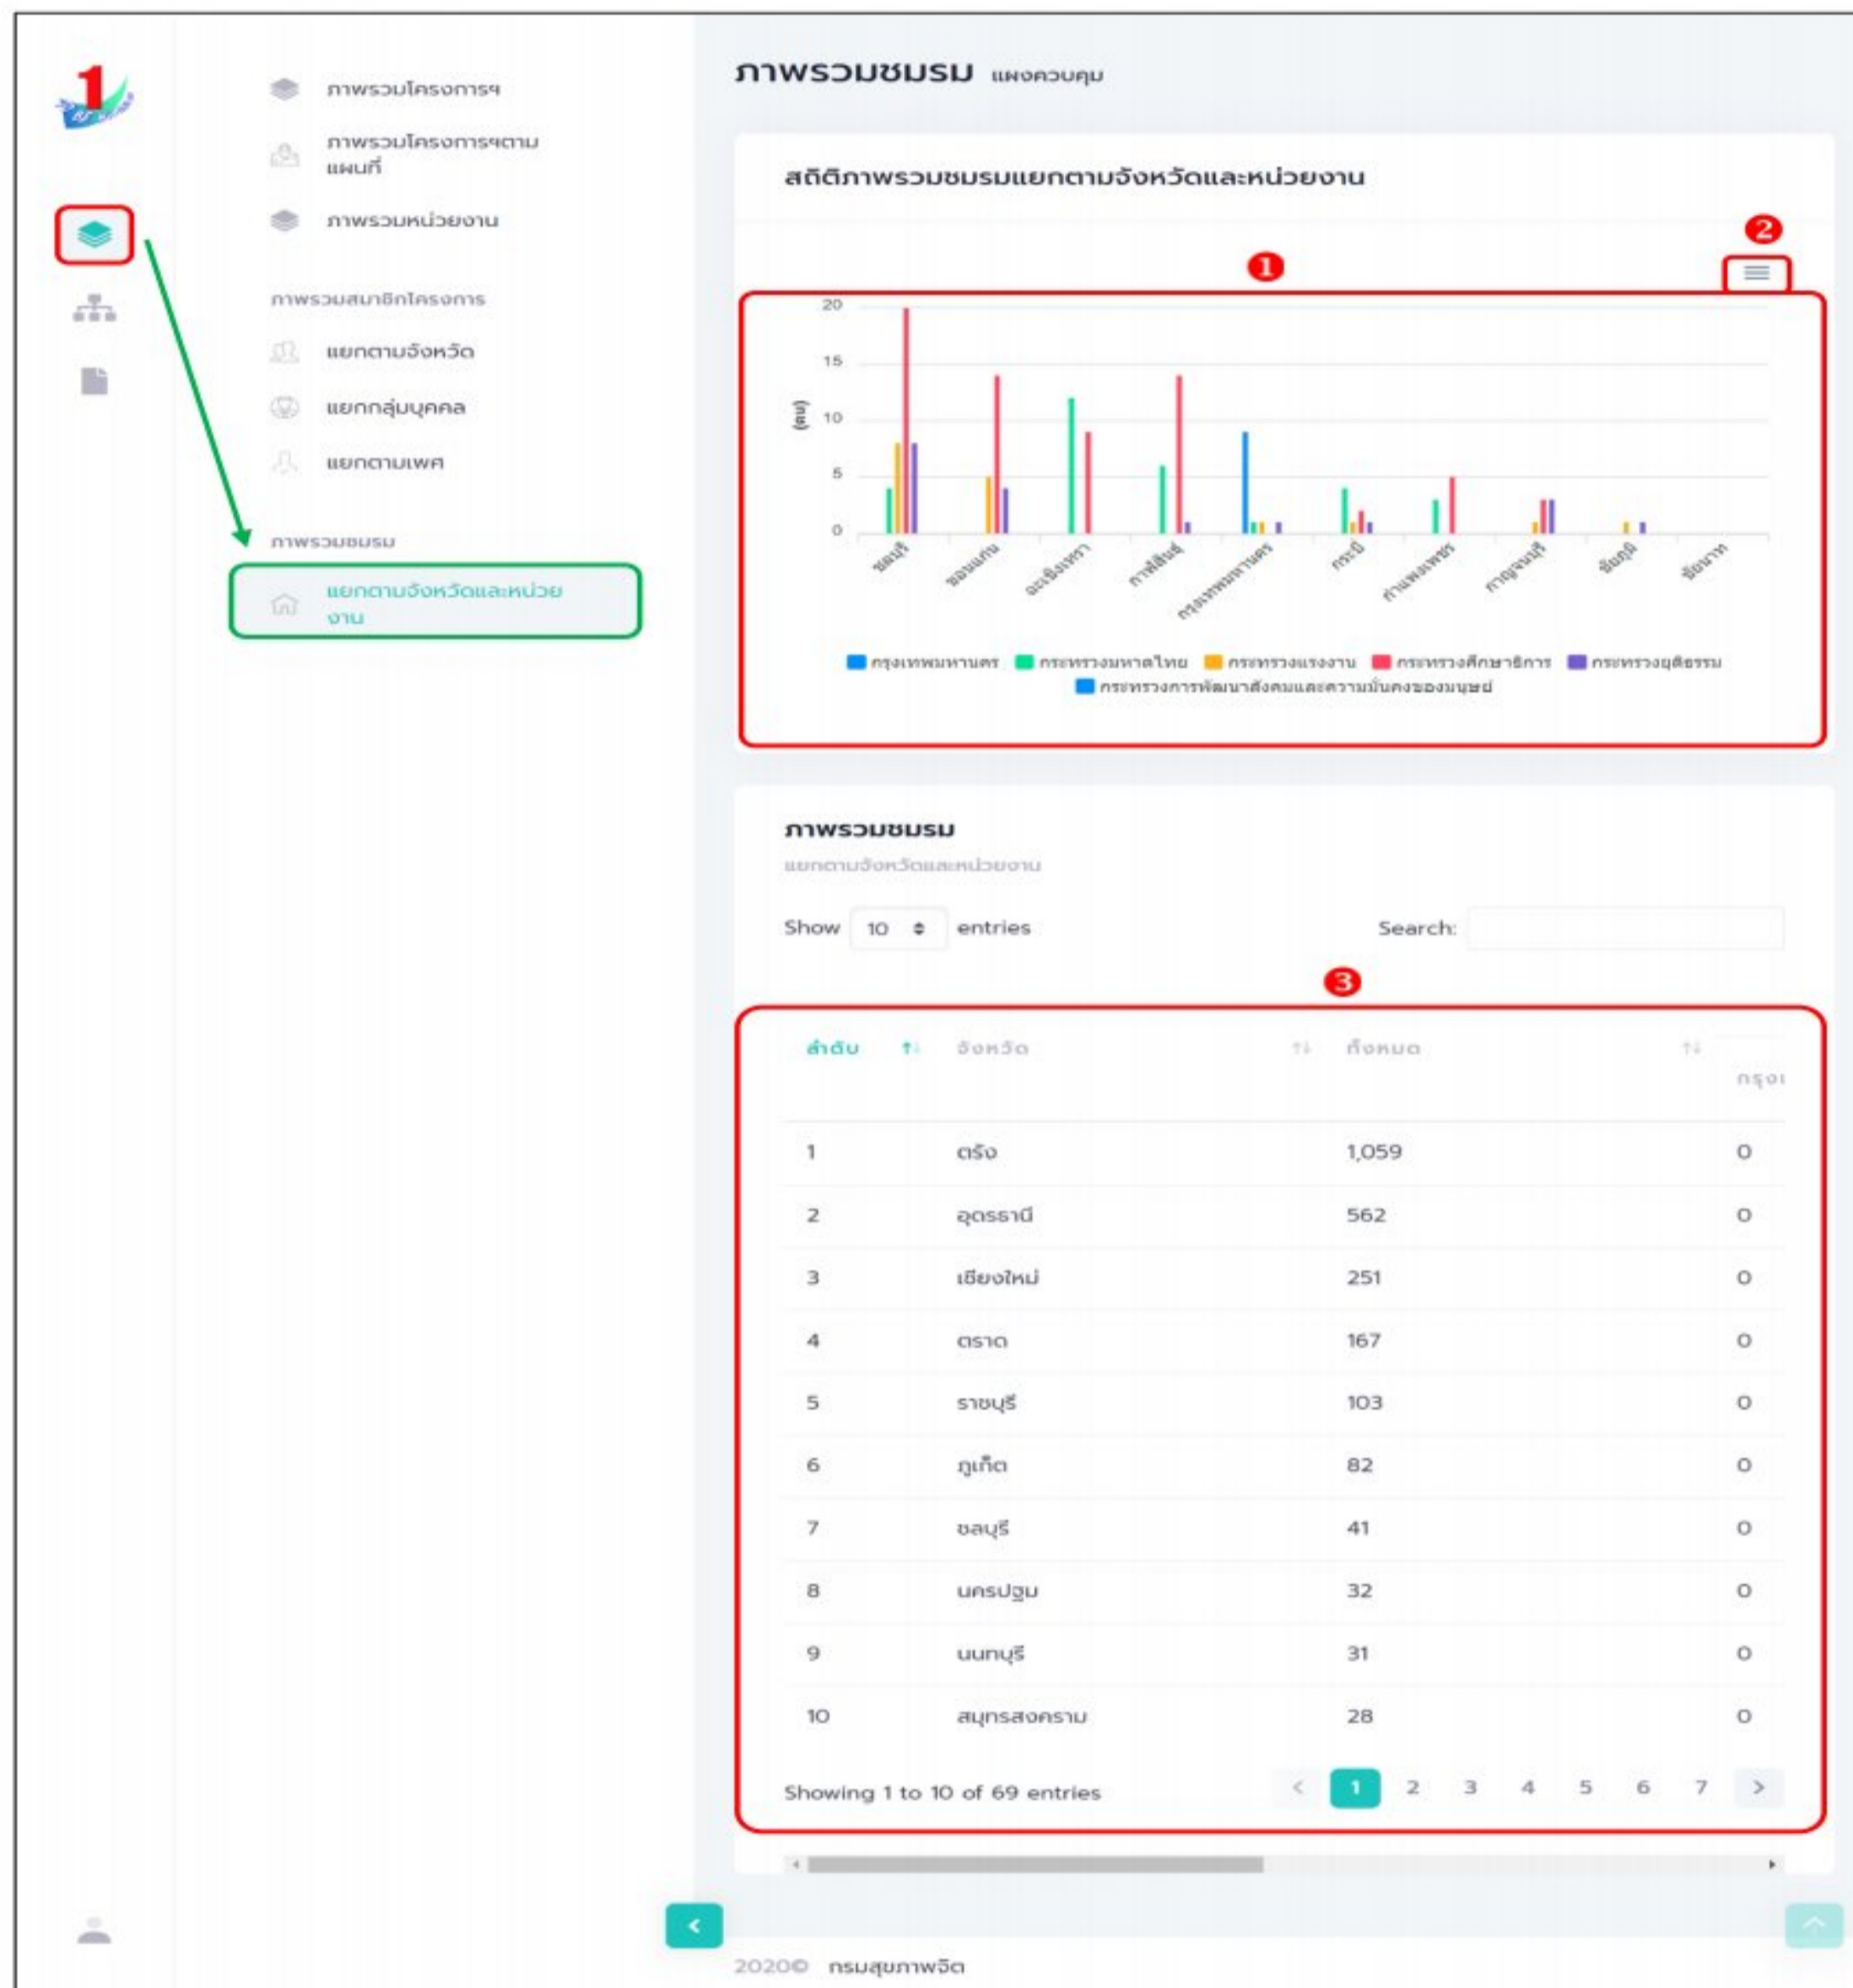 1
ภาพรวมโครงการฯ
ภาพรวมโครงการฯตาม
แผนที่
ภาพรวมหน่วยงาน
ภาพรวมสมาชิกโครงการ
แยกตามจังหวัด
แยกกลุ่มบุคคล
แยกตามเพศ
ภาพรวมชมรม
แยกตามจังหวัดและหน่วย
งาน
ภาพรวมชมรม แผงควบคุม
สถิติภาพรวมชมรมแยกตามจังหวัดและหน่วยงาน
2
1
20
15
10
5
0
(คน)
ชลบุรี ขอนแก่น ฉะเชิงเทรา กาฬสินธุ์ กรุงเทพมหานคร กระบี่ กำแพงเพชร กาญจนบุรี ชัยภูมิ ชัยนาท
กรุงเทพมหานคร กระทรวงมหาดไทย กระทรวงแรงงาน กระทรวงศึกษาธิการ กระทรวงยุติธรรม
กระทรวงการพัฒนาสังคมและความมั่นคงของมนุษย์
ภาพรวมชมรม
แยกตามจังหวัดและหน่วยงาน
Show 10 entries Search:
3
ลำดับ จังหวัด ทั้งหมด
กรุงเ
1 ตรัง 1,059 0
2 อุดรธานี 562 0
3 เชียงใหม่ 251 0
4 ตราด 167 0
5 ราชบุรี 103 0
6 ภูเก็ต 82 0
7 ชลบุรี 41 0
8 นครปฐม 32 0
9 นนทบุรี 31 0
10 สมุทรสงคราม 28 0
Showing 1 to 10 of 69 entries < 1 2 3 4 5 6 7 >
2020© กรมสุขภาพจิต